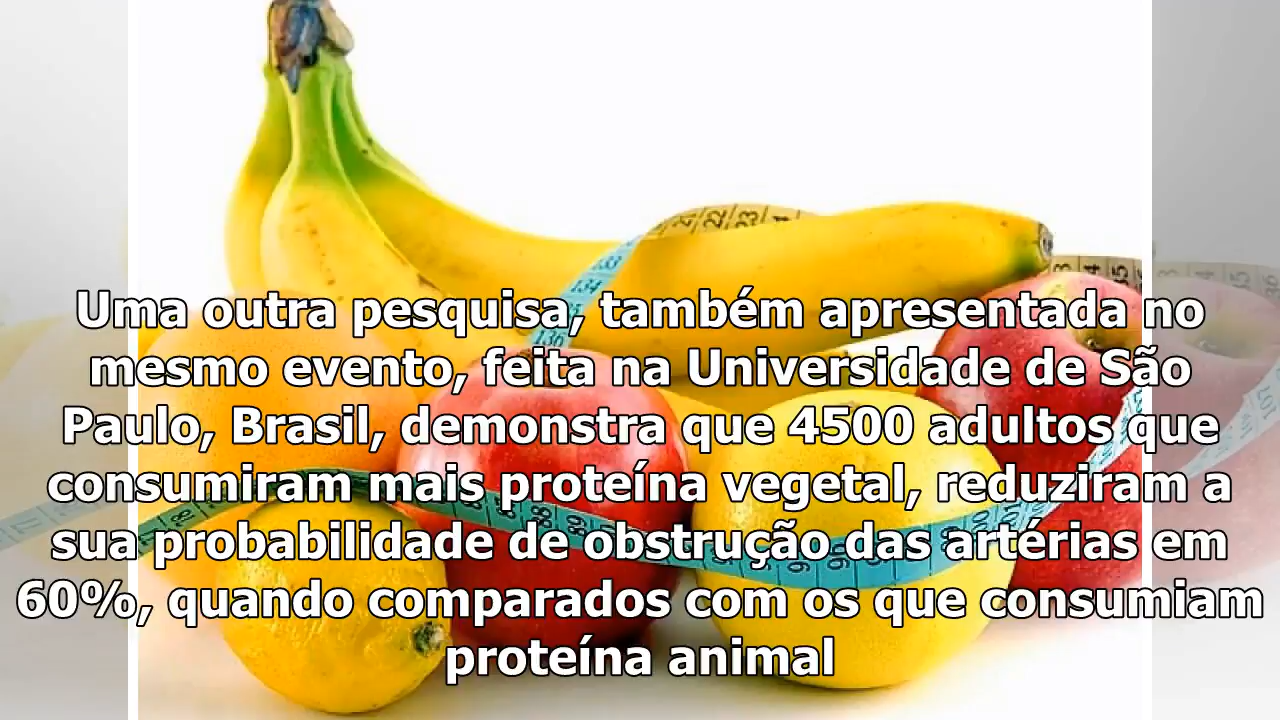 Uma outra pesquisa, também apresentada no
mesmo evento, feita na Universidade de São
Paulo, Brasil, demonstra que 4500 adultos que
consumiram mais proteína vegetal, reduziram a
sua probabilidade de obstrução das artérias em
60%, quando comparados com os que consumiam
proteína animal